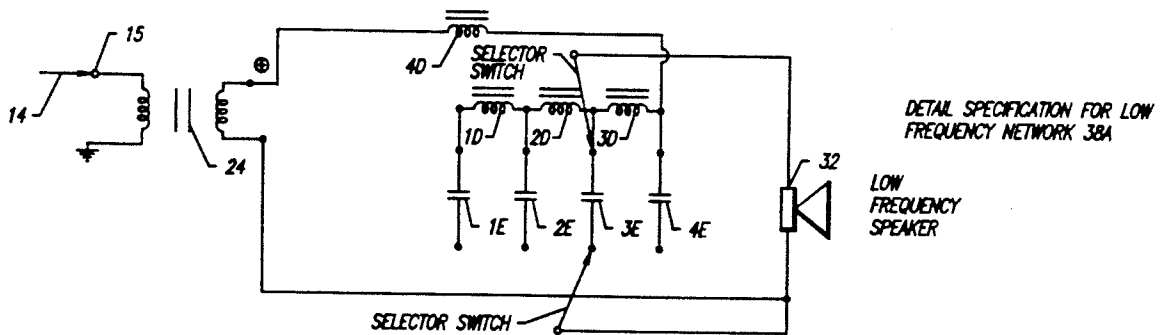 15
⊕
4D
SELECTOR
SWITCH
14
24
1D
2D
3D
DETAIL SPECIFICATION FOR LOW
FREQUENCY NETWORK 38A
32
1E
2E
3E
4E
LOW
FREQUENCY
SPEAKER
SELECTOR SWITCH